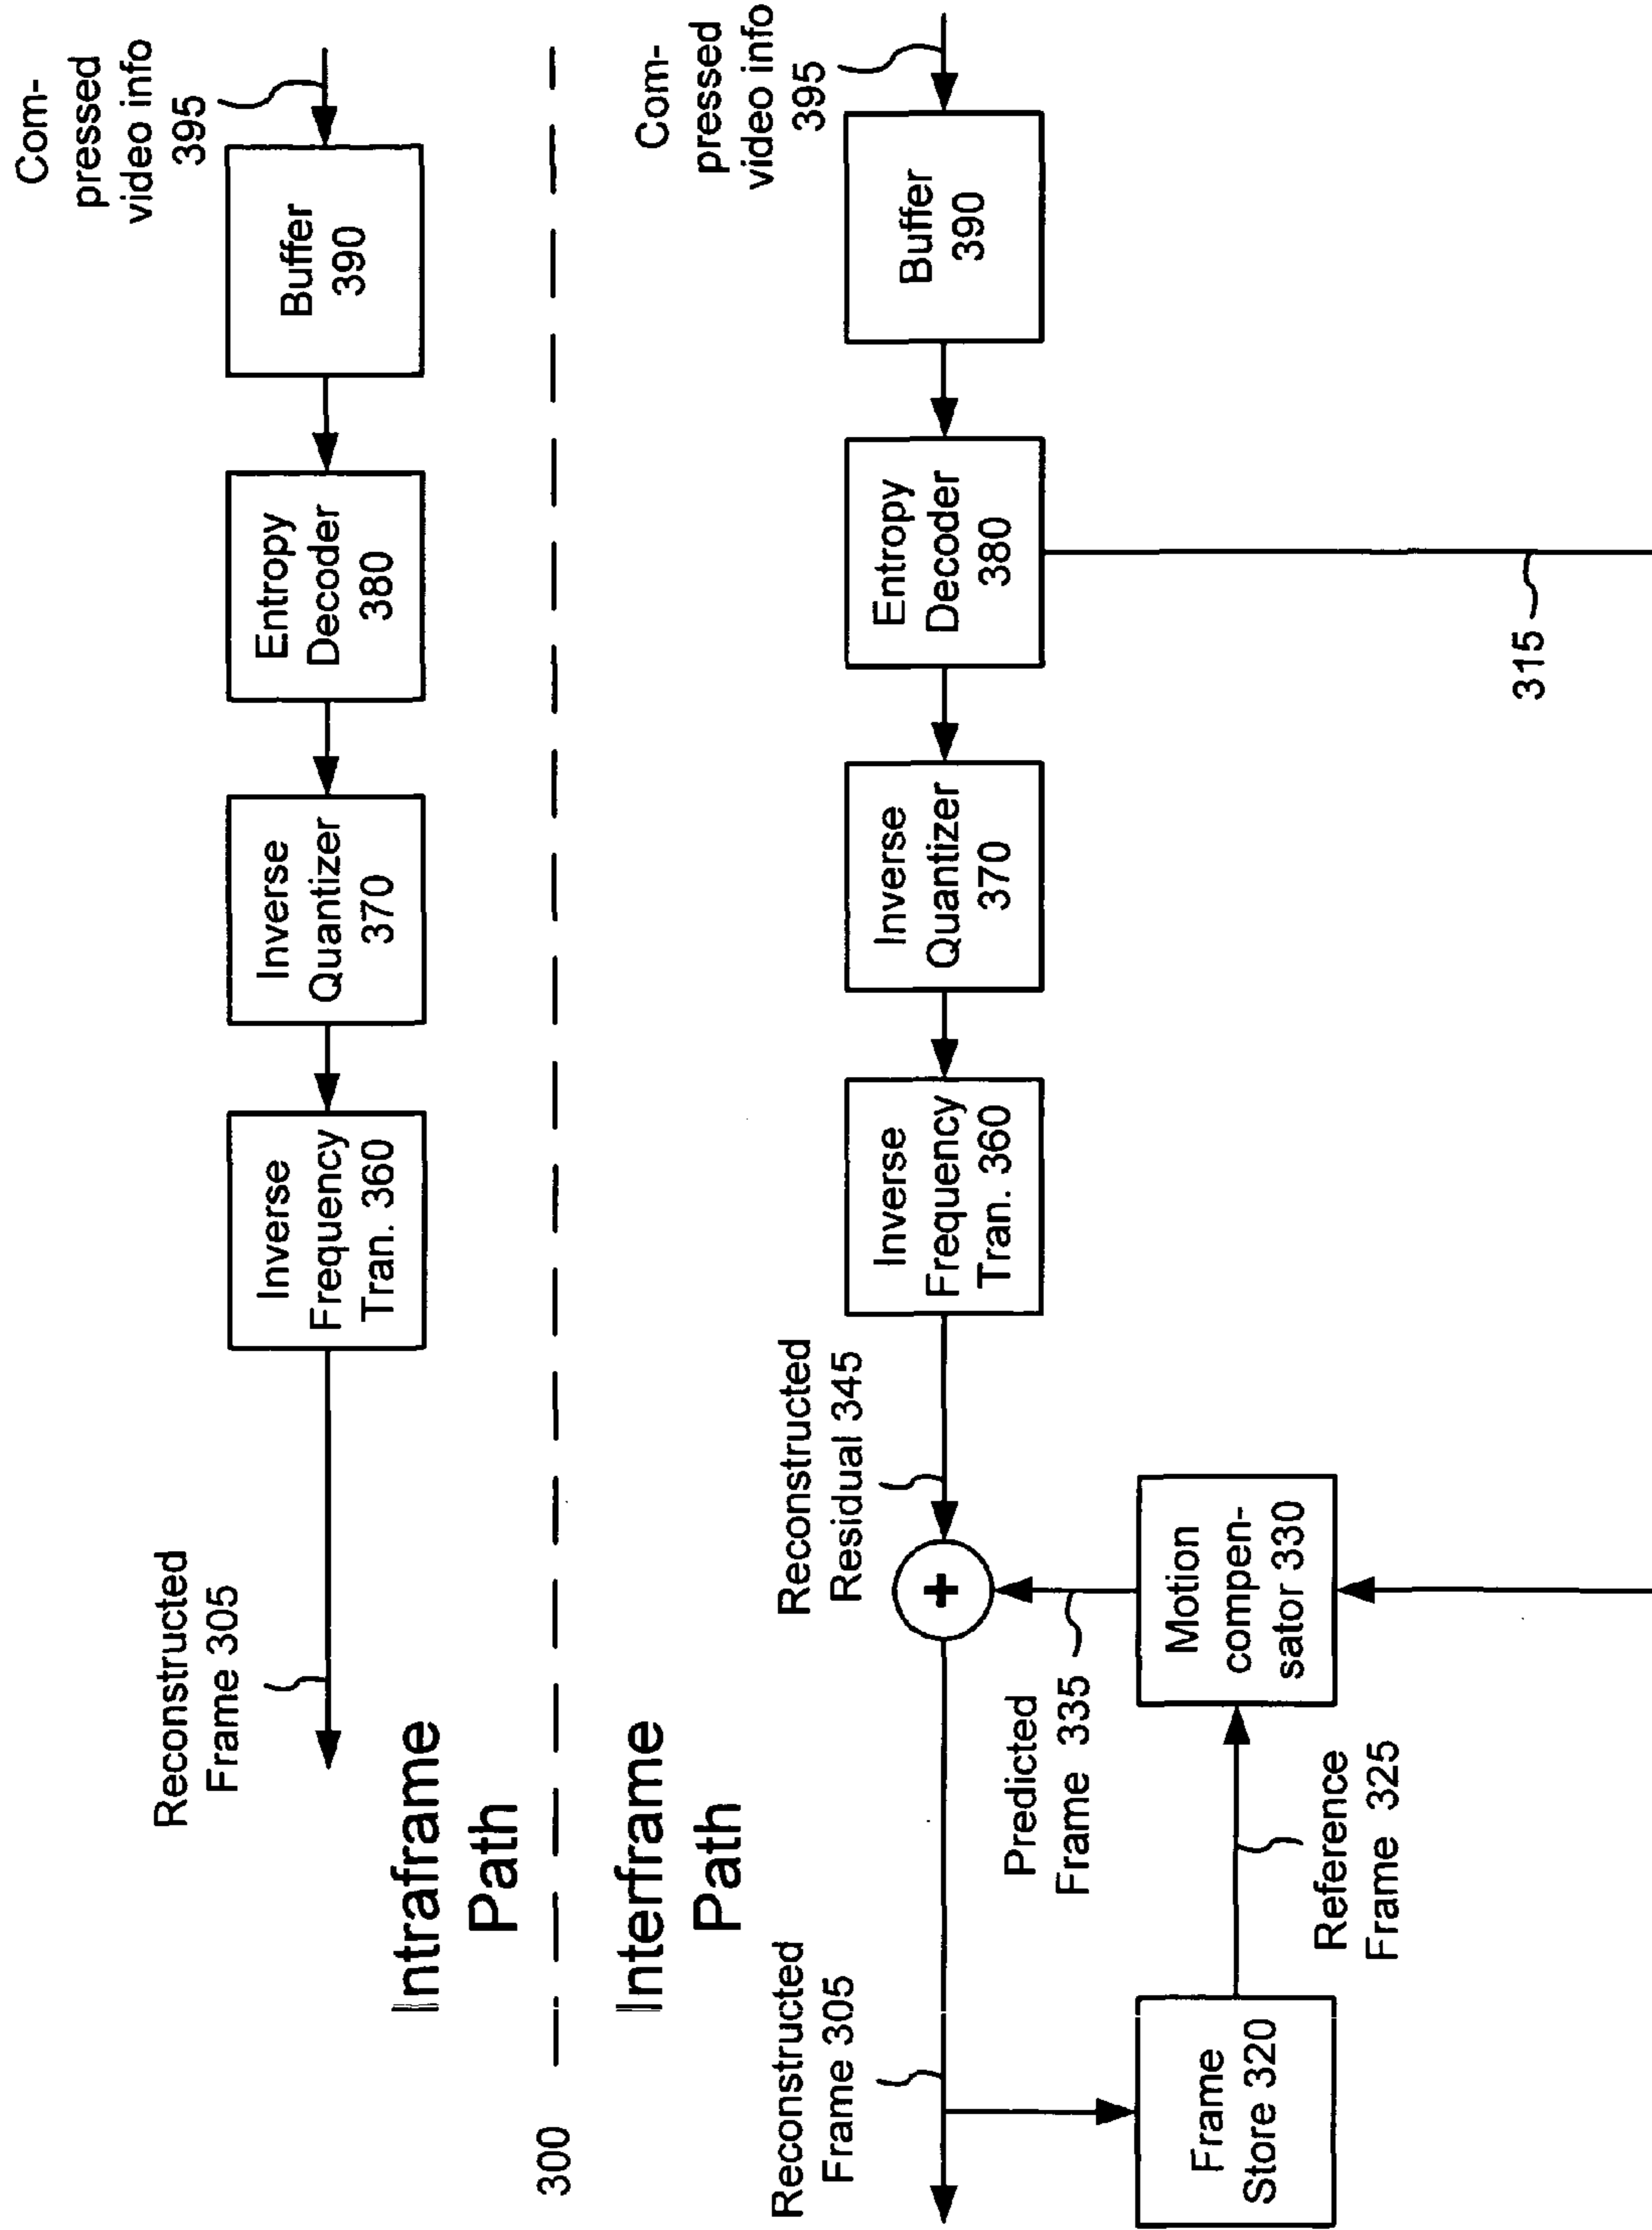 Reconstructed
Frame 305
Inverse
Frequency
Tran. 360
Inverse
Quantizer
370
Entropy
Decoder
380
Buffer
390
Com-
pressed
video info
395
Intraframe
Path
300
Interframe
Path
Reconstructed
Frame 305
Reconstructed
Residual 345
Inverse
Frequency
Tran. 360
Inverse
Quantizer
370
Entropy
Decoder
380
Buffer
390
Com-
pressed
video info
395
+
Predicted
Frame 335
Frame
Store 320
Reference
Frame 325
Motion
compen-
sator 330
315